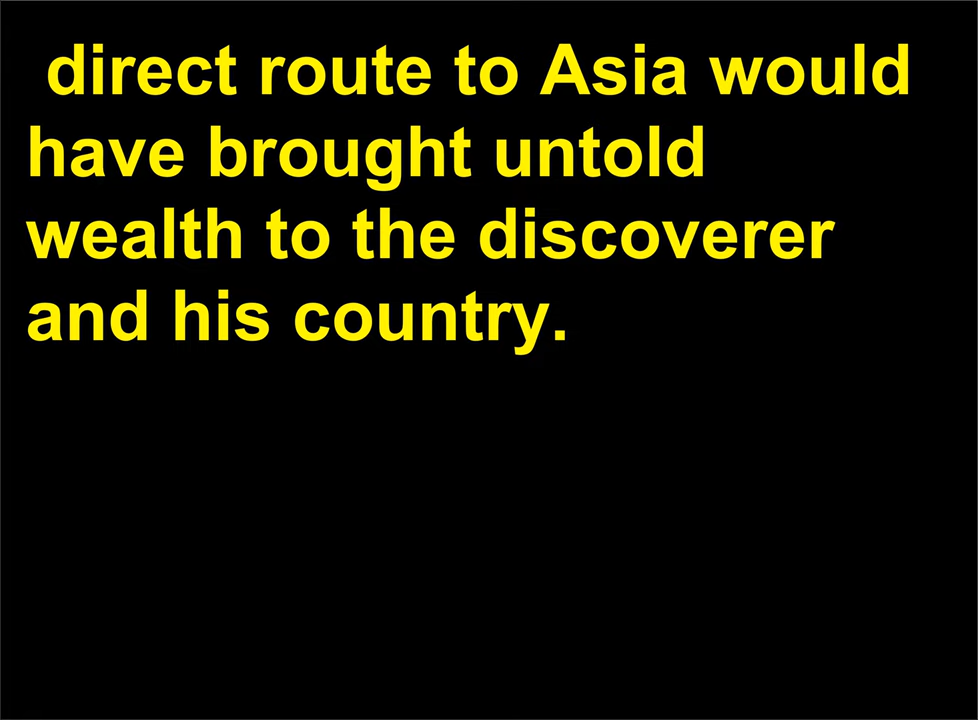 direct route to Asia would
have brought untold
wealth to the discoverer
and his country.